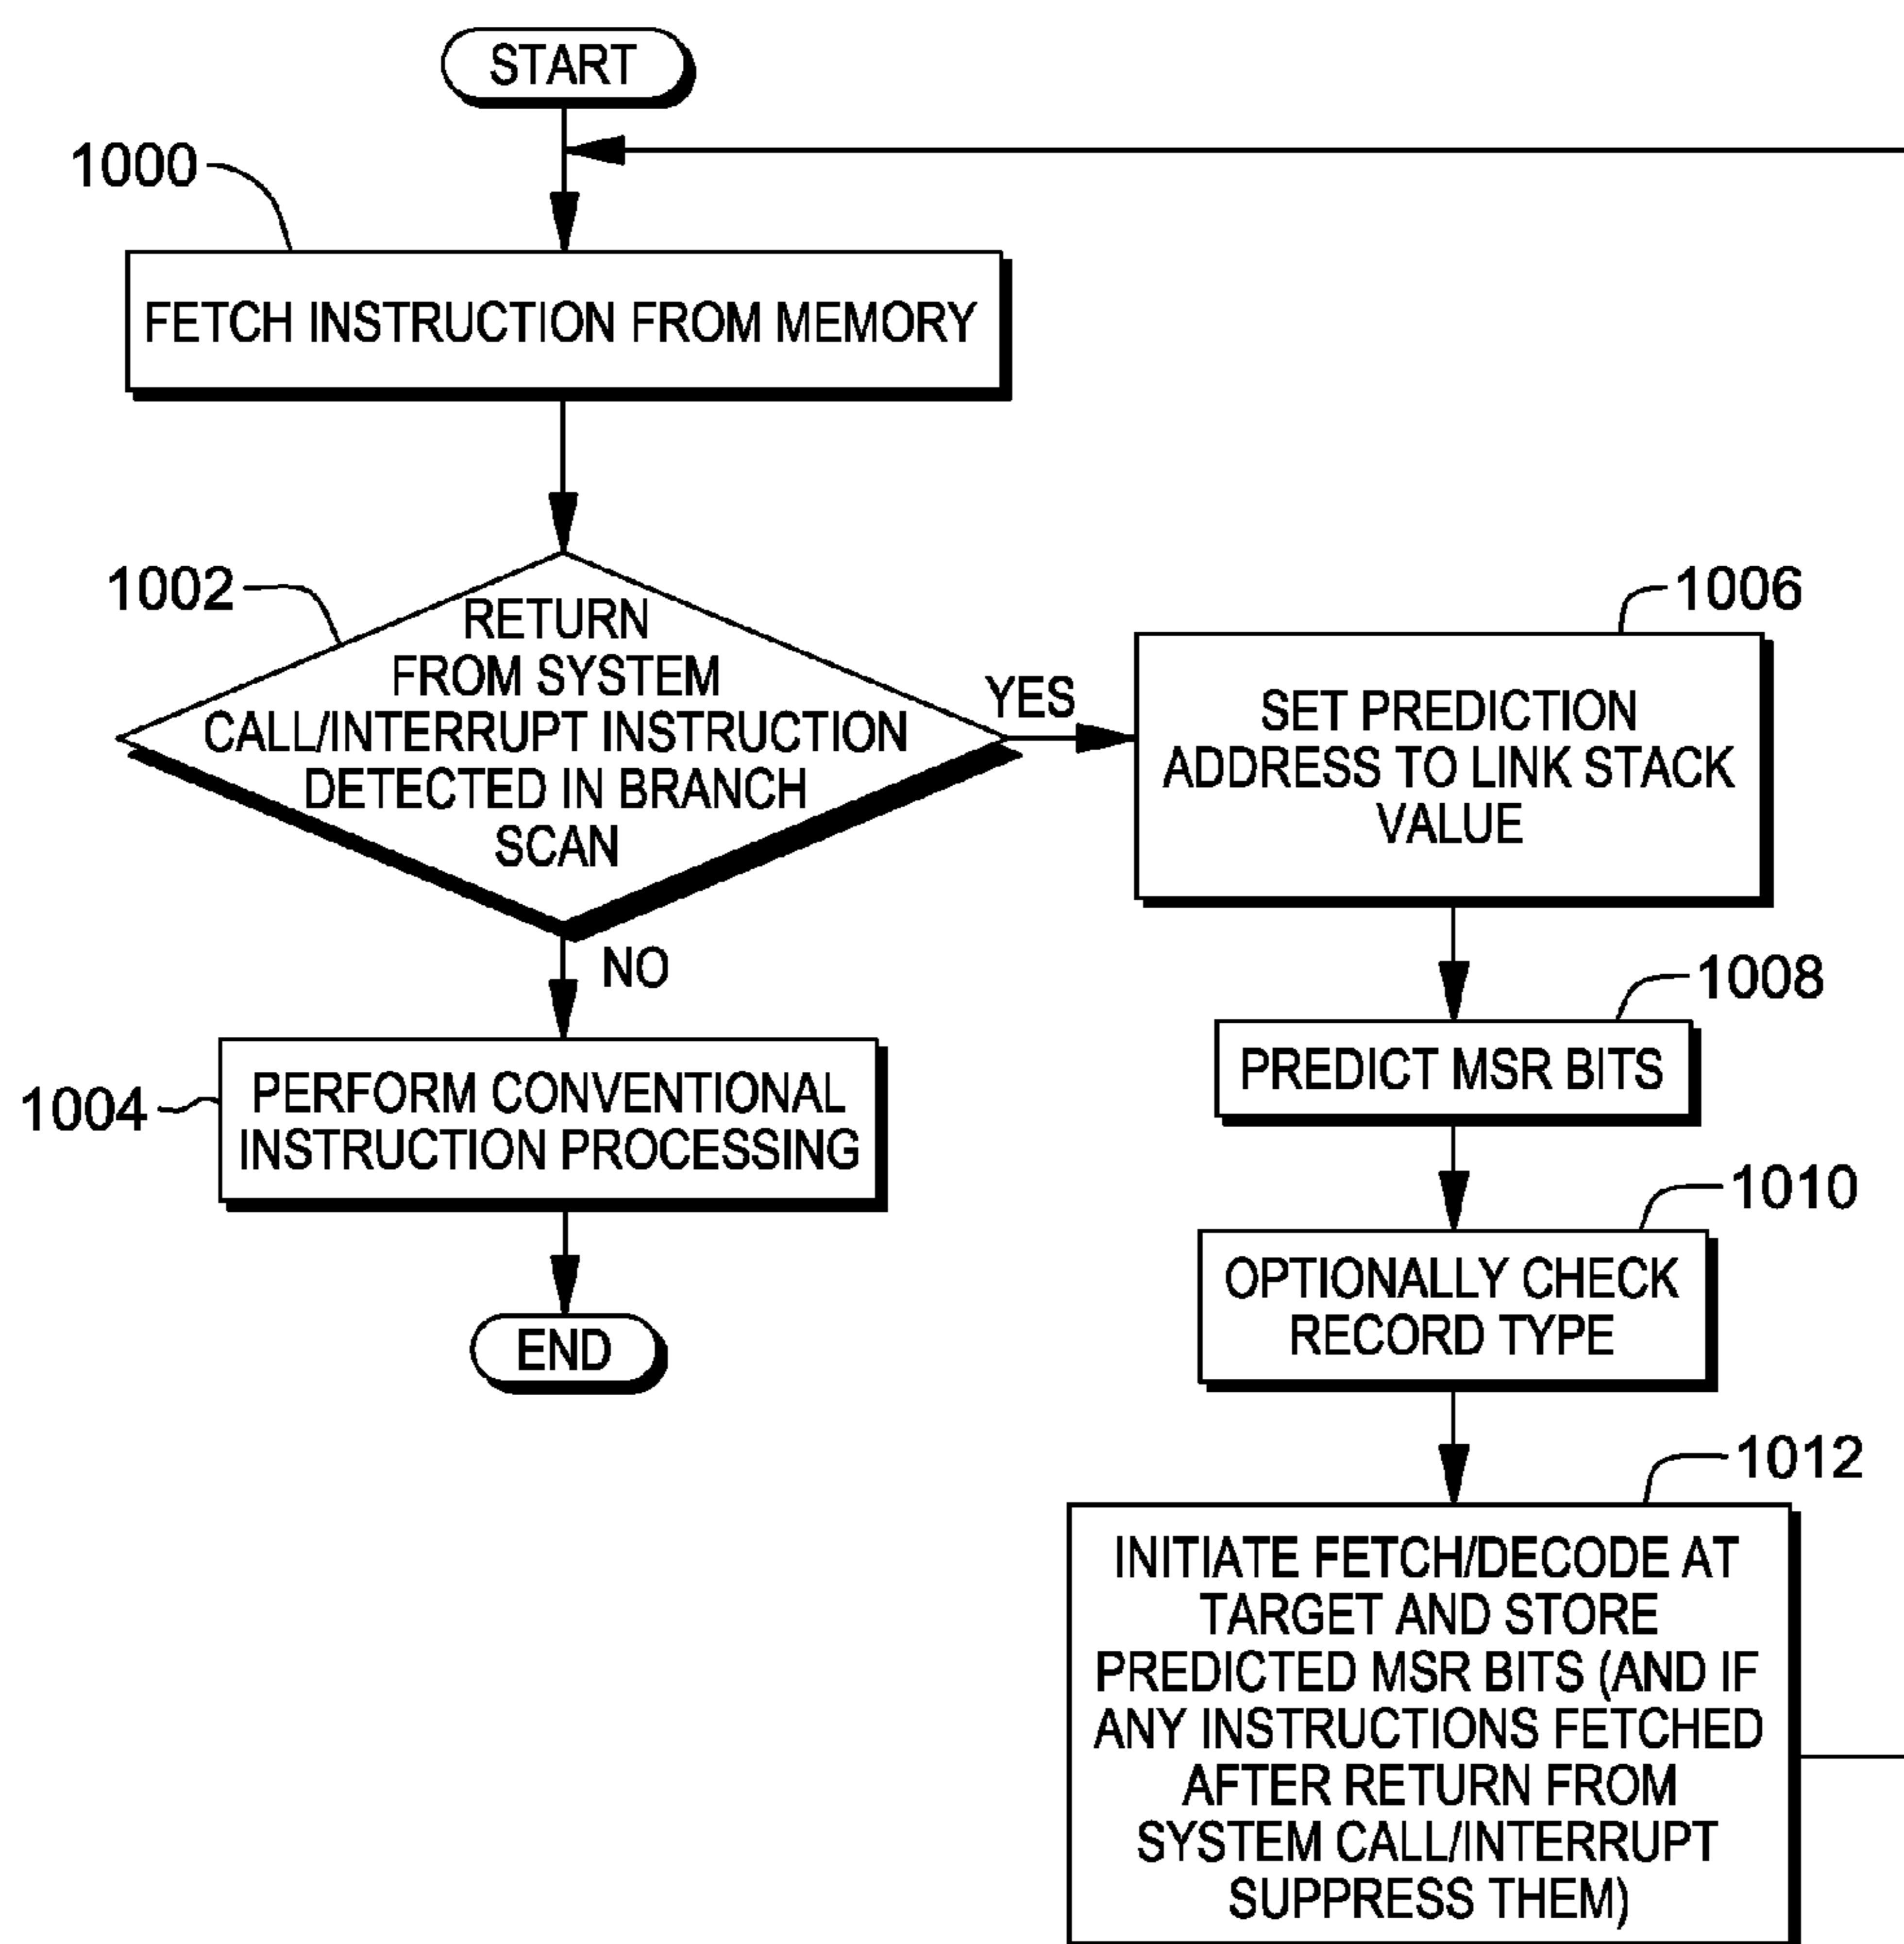 START
1000
FETCH INSTRUCTION FROM MEMORY
1002
RETURN
FROM SYSTEM
CALL/INTERRUPT INSTRUCTION
DETECTED IN BRANCH
SCAN
YES
NO
1004
PERFORM CONVENTIONAL
INSTRUCTION PROCESSING
END
1006
SET PREDICTION
ADDRESS TO LINK STACK
VALUE
1008
PREDICT MSR BITS
1010
OPTIONALLY CHECK
RECORD TYPE
1012
INITIATE FETCH/DECODE AT
TARGET AND STORE
PREDICTED MSR BITS (AND IF
ANY INSTRUCTIONS FETCHED
AFTER RETURN FROM
SYSTEM CALL/INTERRUPT
SUPPRESS THEM)